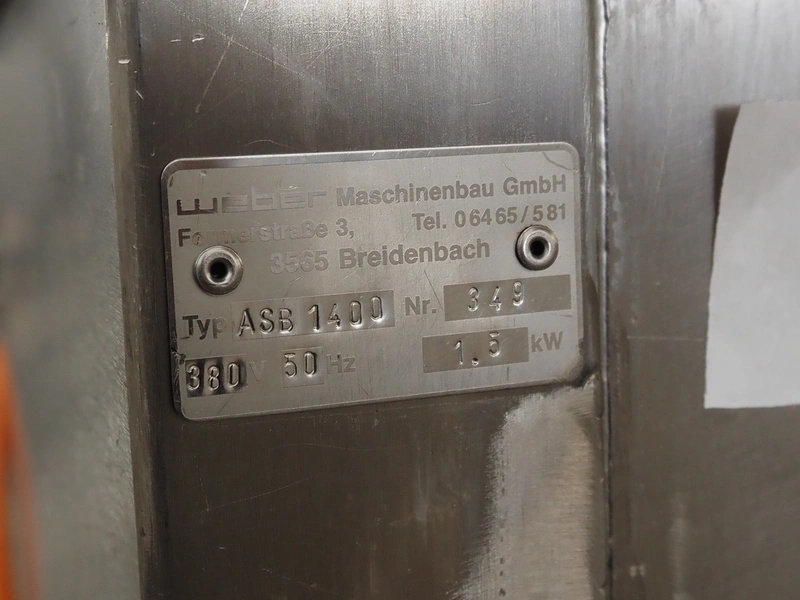 weber Maschinenbau GmbH
3, Tel. 06465/581
3565 Breidenbach
Typ ASB 1400 Nr. 349
380 V 50 Hz 1.5 kW